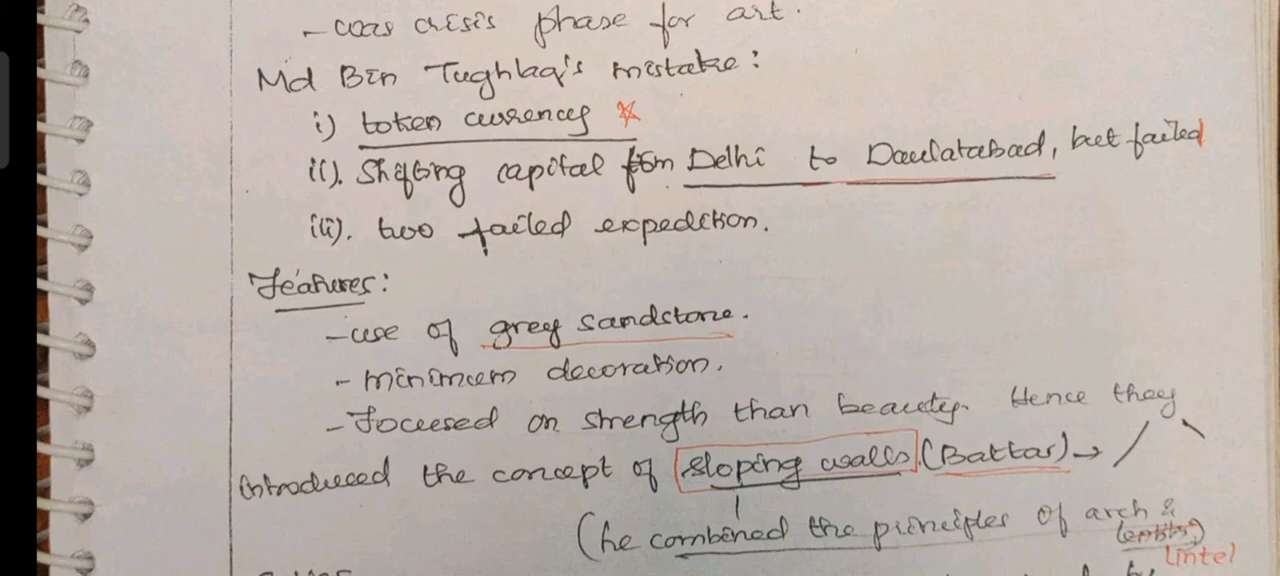 - was crisis phase for art.
Md Bin Tughlaq's mistake:
i) token currency
ii). Shifting capital from Delhi to Daulatabad, but failed
iii). two failed expedition.
Features:
- use of grey sandstone.
- minimum decoration.
- Focused on strength than beauty. Hence they
introduced the concept of sloping walls (Battar) →
(he combined the principles of arch &
lintel